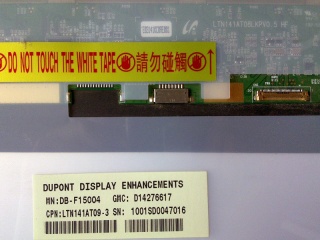 DO NOT TOUCH THE WHITE TAPE 請勿碰觸
DUPONT DISPLAY ENHANCEMENTS
MN:DB-F15004 GMC: D14276617
CPN:LTN141AT09-3 SN: 1001SD0047016